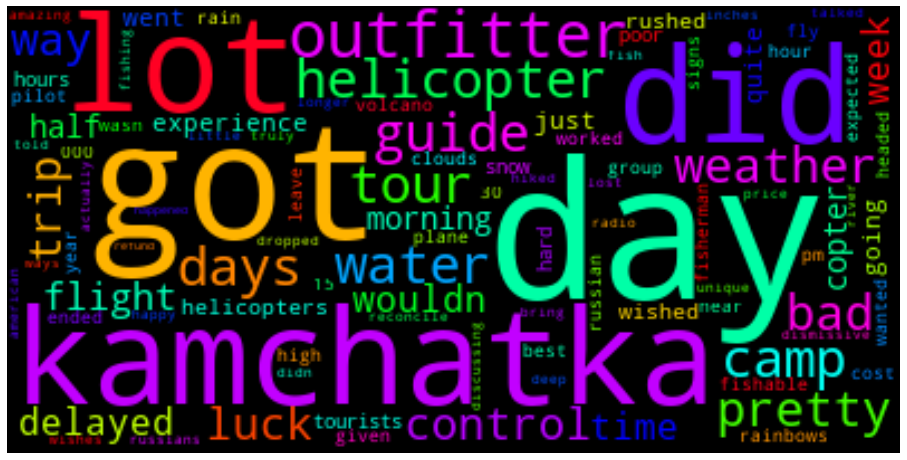 amazing
went
rain
lot
outfitter
rushed
inches
talked
way
fishing
poor
signs
quite
fly
week
fish
hour
hours
helicopter
did
expected
pilot
longer
volcano
half
wasn
experience
little
truly
guide
just
worked
headed
told
000
got
clouds
snow
group
weather
trip
actually
leave
tour
30
hiked
lost
day
price
river
happened
morning
radio
fisherman
copter
going
year
refund
dropped
plane
hard
pm
ways
days
water
russian
unique
flight
15
wouldn
near
wanted
american
ended
happy
helicopters
reconcile
bring
wished
bad
dismissive
kamchatka
high
didn
discussing
best
deep
camp
cost
fishable
delayed
luck
tourists
control
time
pretty
wishes
russians
given
rainbows